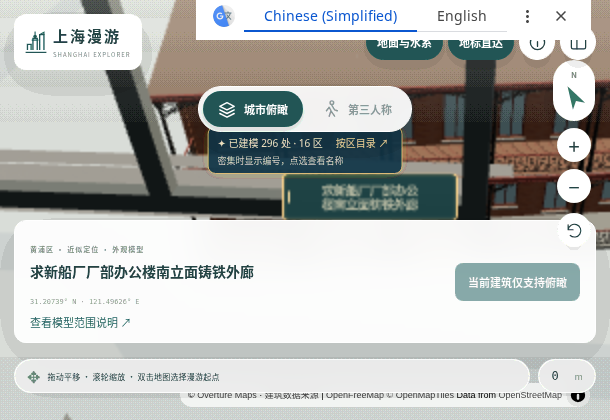 Chinese (Simplified)
English
上海漫游
SHANGHAI EXPLORER
地面与水系
地标直达
N
城市俯瞰
第三人称
✦ 已建模 296 处 · 16 区 按区目录 ↗
密集时显示编号，点选查看名称
求新船厂厂部办公
楼南立面铸铁外廊
+
−
黄浦区 · 近似定位 · 外观模型
求新船厂厂部办公楼南立面铸铁外廊
当前建筑仅支持俯瞰
31.20739° N · 121.49626° E
查看模型范围说明 ↗
拖动平移 · 滚轮缩放 · 双击地图选择漫游起点
0 m
© Overture Maps · 建筑数据来源 | OpenFreeMap © OpenMapTiles Data from OpenStreetMap